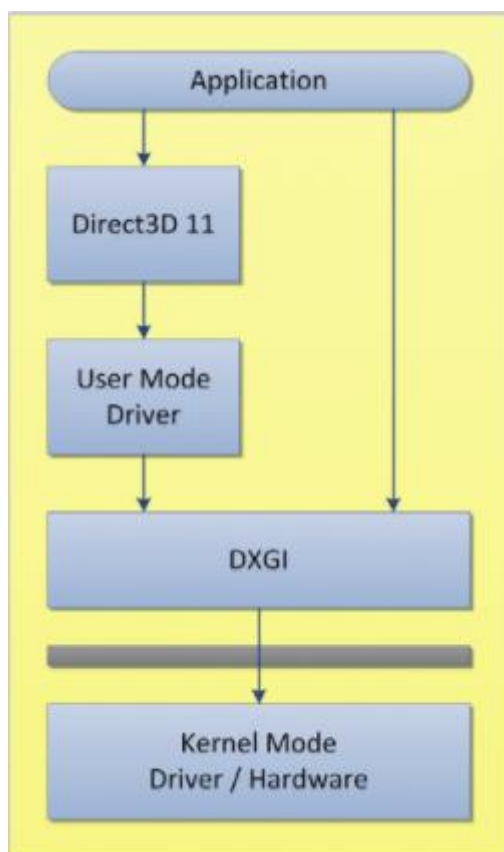 Application
Direct3D 11
User Mode
Driver
DXGI
Kernel Mode
Driver / Hardware